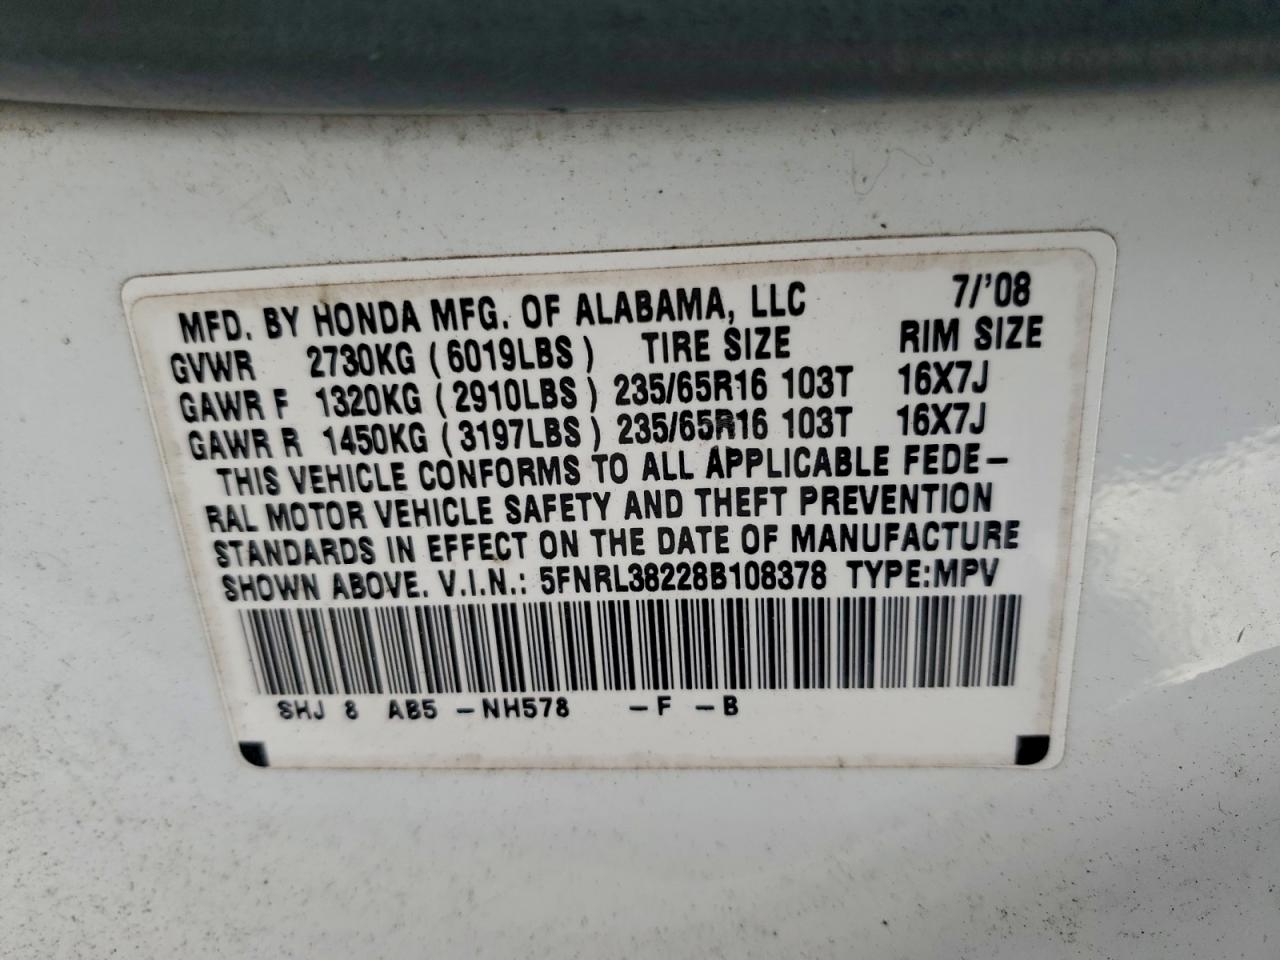 MFD. BY HONDA MFG. OF ALABAMA, LLC 7/'08
GVWR 2730KG (6019LBS) TIRE SIZE RIM SIZE
GAWR F 1320KG (2910LBS) 235/65R16 103T 16X7J
GAWR R 1450KG (3197LBS) 235/65R16 103T 16X7J
THIS VEHICLE CONFORMS TO ALL APPLICABLE FEDE-
RAL MOTOR VEHICLE SAFETY AND THEFT PREVENTION
STANDARDS IN EFFECT ON THE DATE OF MANUFACTURE
SHOWN ABOVE. V.I.N.: 5FNRL38228B108378 TYPE:MPV
SHJ 8 AB5 -NH578 -F -B